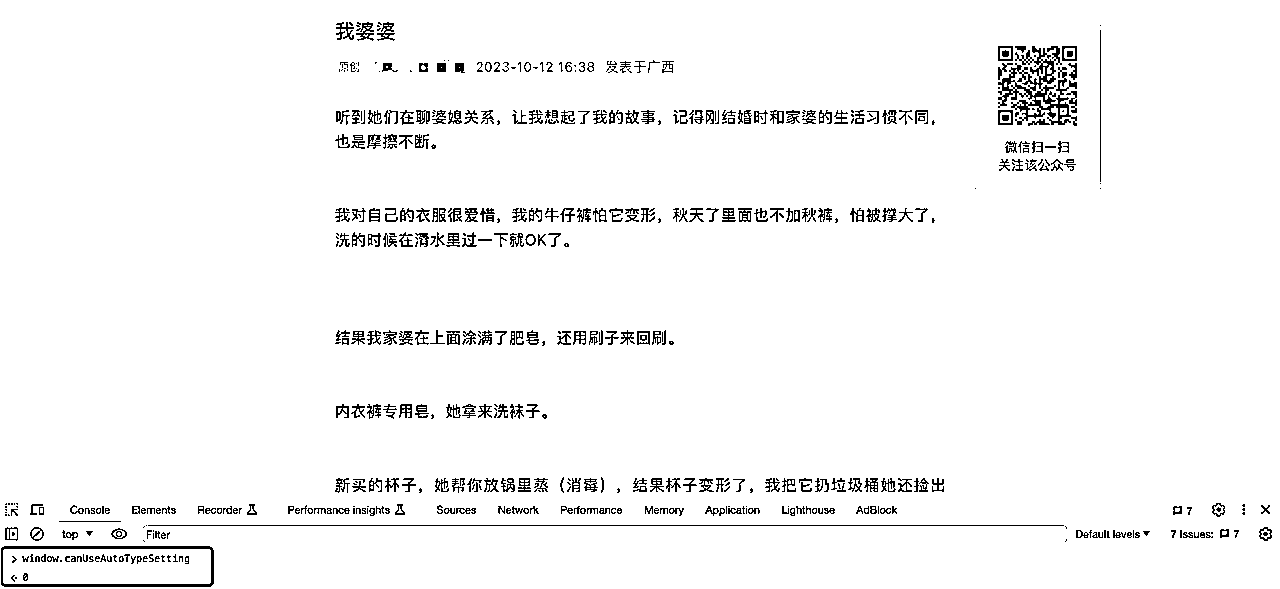 我婆婆
原创 2023-10-12 16:38 发表于广西
听到她们在聊婆媳关系，让我想起了我的故事，记得刚结婚时和家婆的生活习惯不同，
也是摩擦不断。
我对自己的衣服很爱惜，我的牛仔裤怕它变形，秋天了里面也不加秋裤，怕被撑大了，
洗的时候在清水里过一下就OK了。
结果我家婆在上面涂满了肥皂，还用刷子来回刷。
内衣裤专用皂，她拿来洗袜子。
新买的杯子，她帮你放锅里蒸（消毒），结果杯子变形了，我把它扔垃圾桶她还捡出
微信扫一扫
关注该公众号
Console Elements Recorder Performance insights Sources Network Performance Memory Application Lighthouse AdBlock 7
top Filter Default levels 7 Issues: 7
> window.canUseAutoTypeSetting
0